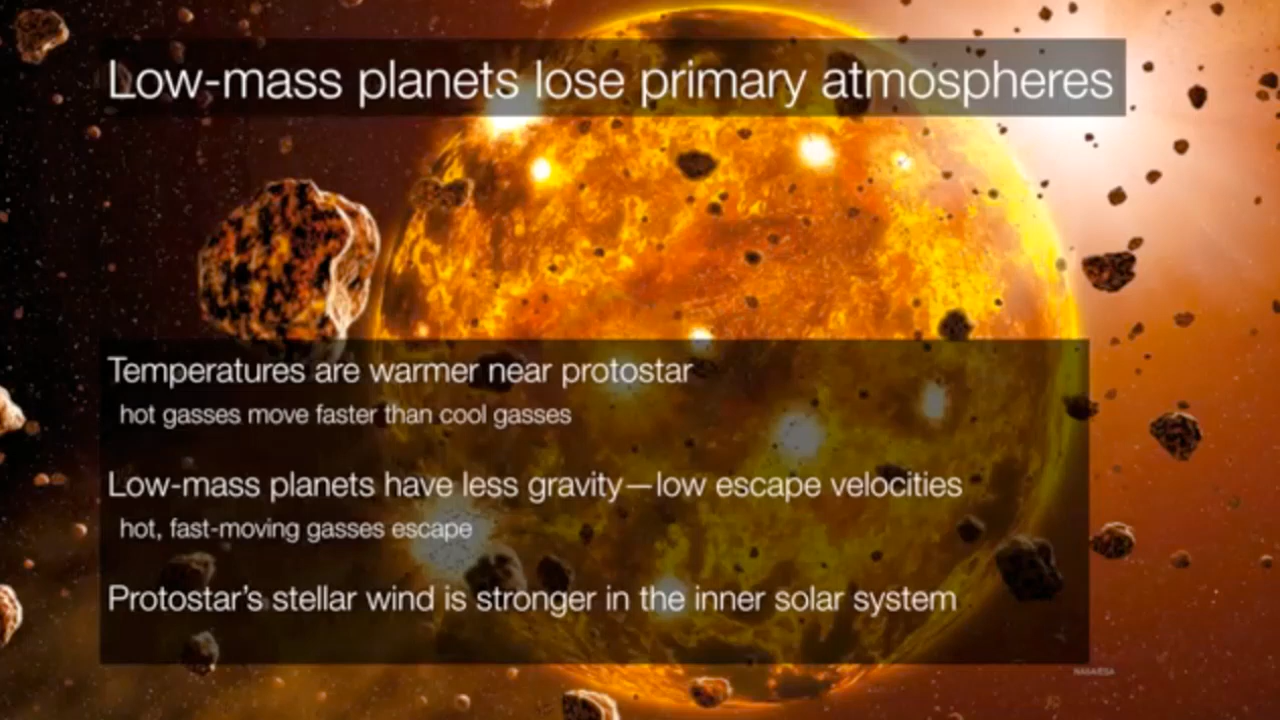 Low-mass planets lose primary atmospheres
Temperatures are warmer near protostar
hot gasses move faster than cool gasses
Low-mass planets have less gravity—low escape velocities
hot, fast-moving gasses escape
Protostar's stellar wind is stronger in the inner solar system
NASA/ESA